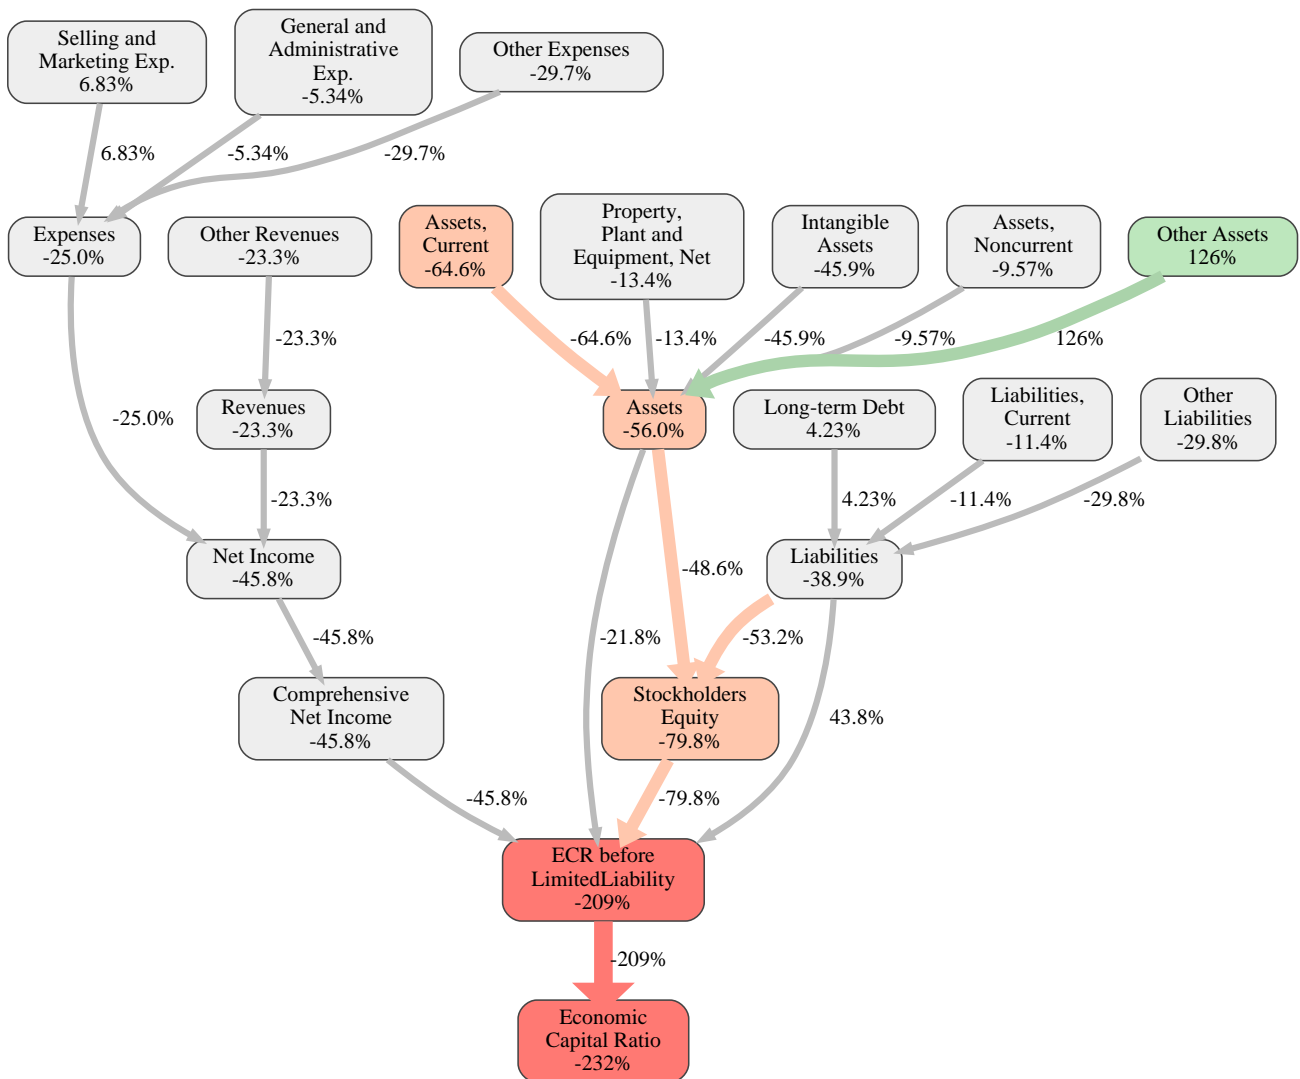 Selling and
Marketing Exp.
6.83%
General and
Administrative
Exp.
-5.34%
Other Expenses
-29.7%
6.83%
-5.34%
-29.7%
Expenses
-25.0%
Other Revenues
-23.3%
Assets,
Current
-64.6%
Property,
Plant and
Equipment, Net
-13.4%
Intangible
Assets
-45.9%
Assets,
Noncurrent
-9.57%
Other Assets
126%
-23.3%
-64.6%
-13.4%
-45.9%
-9.57%
126%
-25.0%
Revenues
-23.3%
Assets
-56.0%
Long-term Debt
4.23%
Liabilities,
Current
-11.4%
Other
Liabilities
-29.8%
-23.3%
4.23%
-11.4%
-29.8%
Net Income
-45.8%
-48.6%
Liabilities
-38.9%
-45.8%
-21.8%
-53.2%
Comprehensive
Net Income
-45.8%
Stockholders
Equity
-79.8%
43.8%
-45.8%
-79.8%
ECR before
LimitedLiability
-209%
-209%
Economic
Capital Ratio
-232%